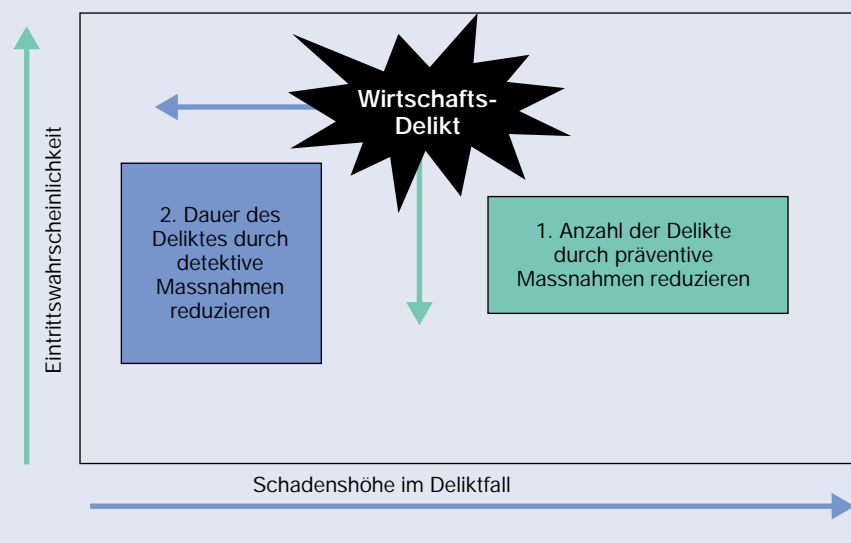 Wirtschafts-
Delikt
Eintrittswahrscheinlichkeit
2. Dauer des
Deliktes durch
detektive
Massnahmen
reduzieren
1. Anzahl der Delikte
durch präventive
Massnahmen reduzieren
Schadenshöhe im Deliktfall